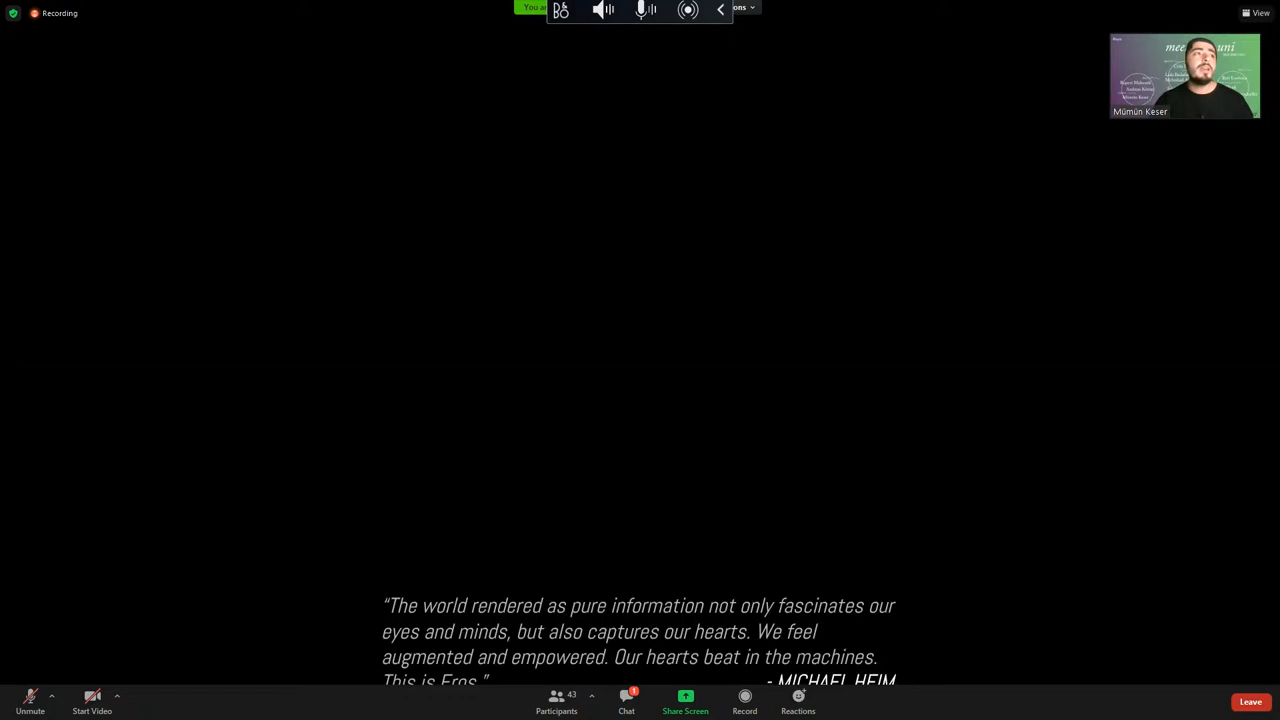 Recording
You
ons
View
mee
uni
Mümün Keser
“The world rendered as pure information not only fascinates our
eyes and minds, but also captures our hearts. We feel
augmented and empowered. Our hearts beat in the machines.
This is Eros.”
- MICHAEL HEIM
Unmute
Start Video
43
Participants
1
Chat
Share Screen
Record
Reactions
Leave